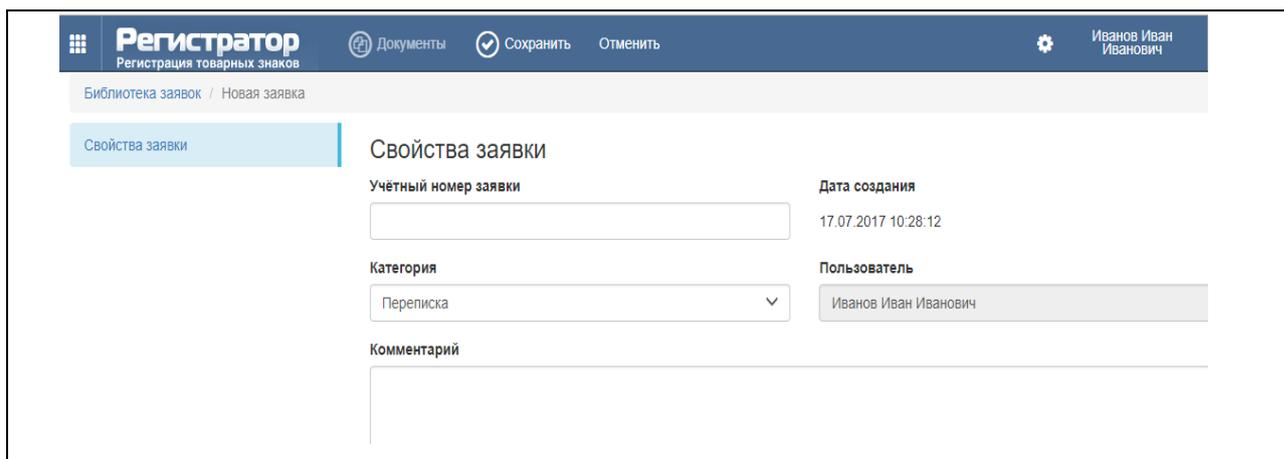 Регистратор
Регистрация товарных знаков
Документы
Сохранить
Отменить
Иванов Иван
Иванович
Библиотека заявок / Новая заявка
Свойства заявки
Свойства заявки
Учётный номер заявки
Дата создания
17.07.2017 10:28:12
Категория
Пользователь
Переписка
Иванов Иван Иванович
Комментарий